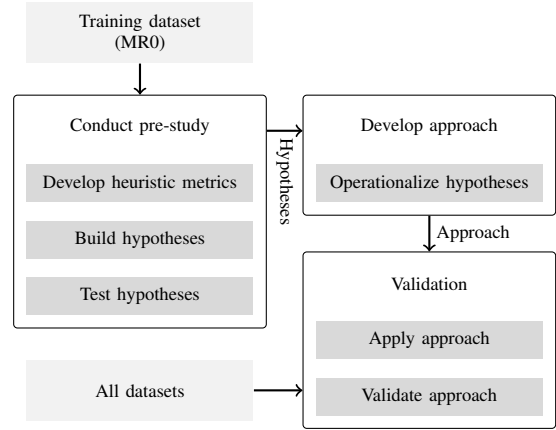 Training dataset
(MR0)
Conduct pre-study
Develop heuristic metrics
Build hypotheses
Test hypotheses
Hypotheses
Develop approach
Operationalize hypotheses
Approach
Validation
Apply approach
Validate approach
All datasets